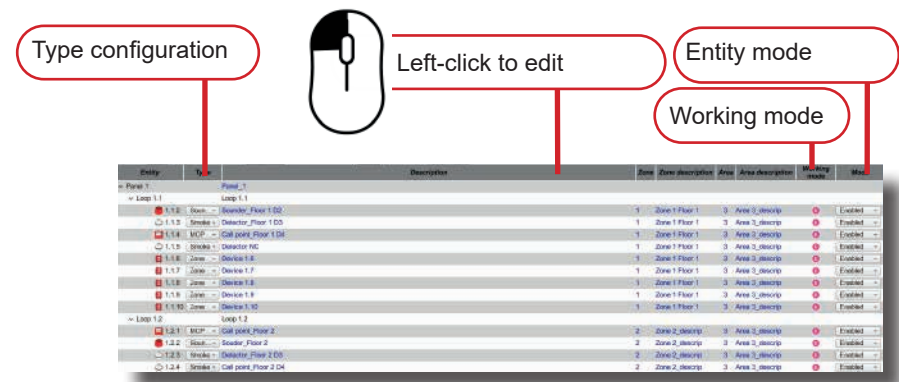 Type configuration
Left-click to edit
Entity mode
Working mode
Entity Type Description Zone Zone description Area Area description Working mode Mode
Panel 1 Panel_1
Loop 1.1 Loop 1.1
1.1.2 Soun... Sounder_Floor 1 D2 1 Zone 1 Floor 1 3 Area 3_descrip Enabled
1.1.3 Smoke Detector_Floor 1 D3 1 Zone 1 Floor 1 3 Area 3_descrip Enabled
1.1.4 MCP Call point_Floor 1 D4 1 Zone 1 Floor 1 3 Area 3_descrip Enabled
1.1.5 Smoke Detector NC 1 Zone 1 Floor 1 3 Area 3_descrip Enabled
1.1.6 Zone Device 1.6 1 Zone 1 Floor 1 3 Area 3_descrip Enabled
1.1.7 Zone Device 1.7 1 Zone 1 Floor 1 3 Area 3_descrip Enabled
1.1.8 Zone Device 1.8 1 Zone 1 Floor 1 3 Area 3_descrip Enabled
1.1.9 Zone Device 1.9 1 Zone 1 Floor 1 3 Area 3_descrip Enabled
1.1.10 Zone Device 1.10 1 Zone 1 Floor 1 3 Area 3_descrip Enabled
Loop 1.2 Loop 1.2
1.2.1 MCP Call point_Floor 2 2 Zone 2_descrip 3 Area 3_descrip Enabled
1.2.2 Soun... Souder_Floor 2 2 Zone 2_descrip 3 Area 3_descrip Enabled
1.2.3 Smoke Detector_Floor 2 D3 2 Zone 2_descrip 3 Area 3_descrip Enabled
1.2.4 Smoke Call point_Floor 2 D4 2 Zone 2_descrip 3 Area 3_descrip Enabled